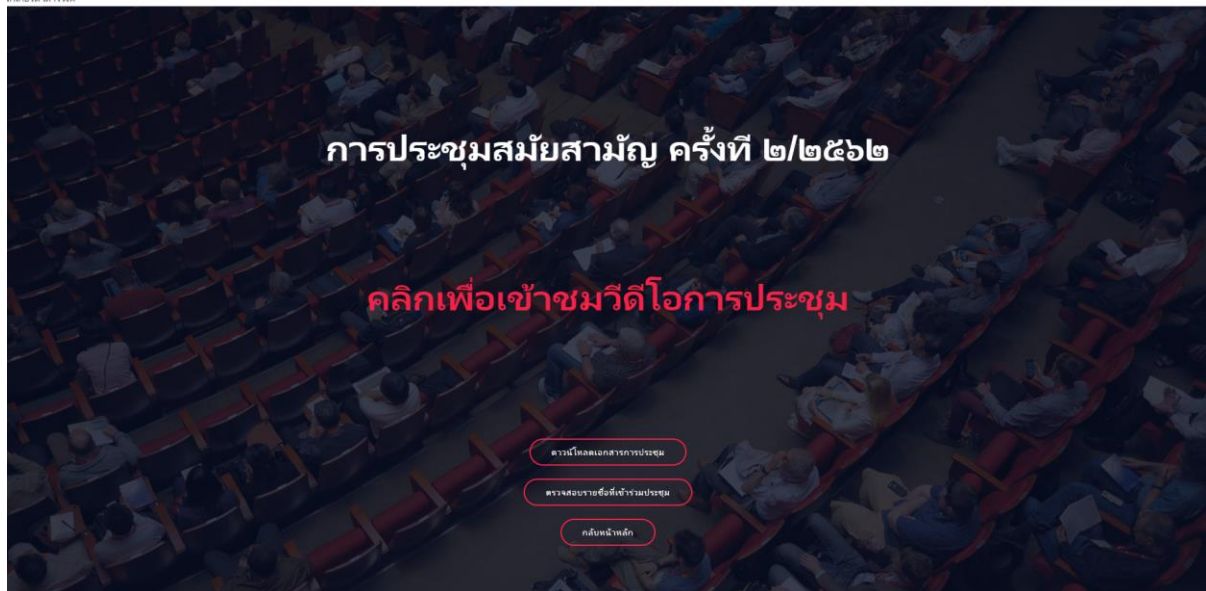 การประชุมสมัยสามัญ ครั้งที่ ๒/๒๕๖๒
คลิกเพื่อเข้าชมวีดีโอการประชุม
ดาวน์โหลดเอกสารการประชุม
ตรวจสอบรายชื่อที่เข้าร่วมประชุม
กลับหน้าหลัก